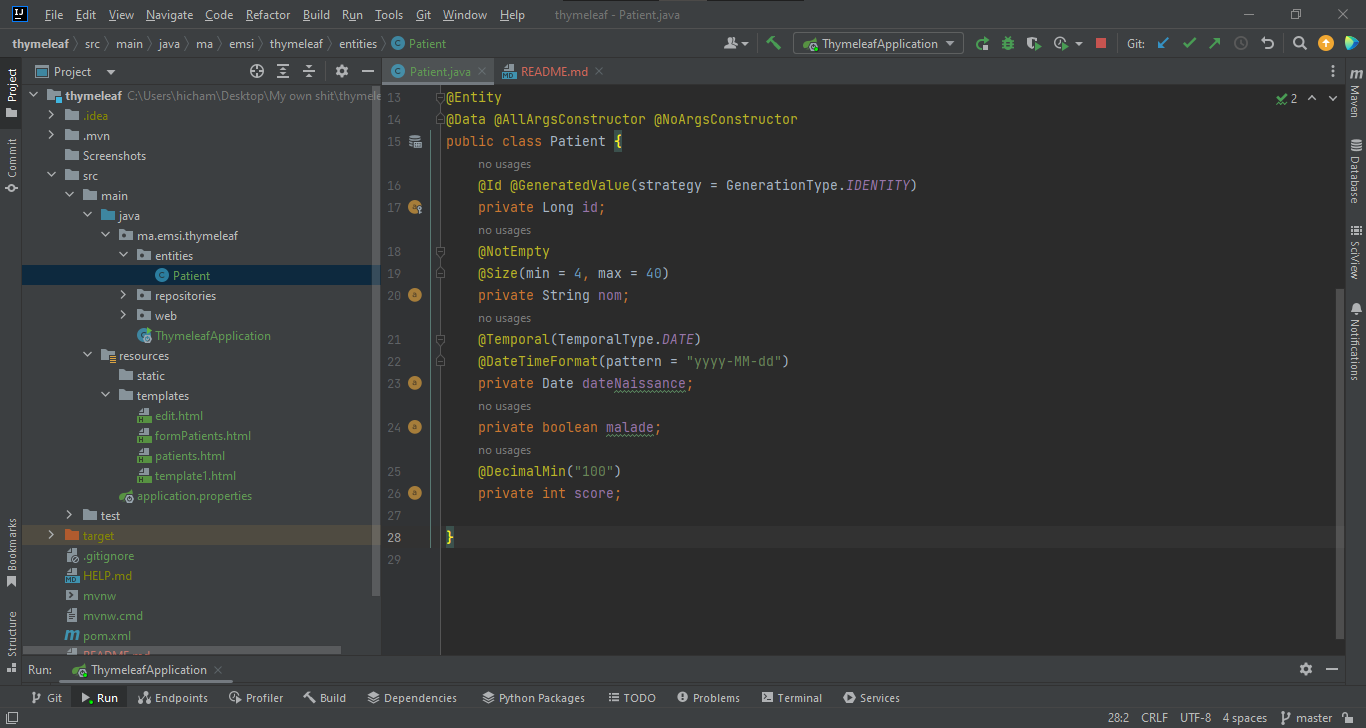 File Edit View Navigate Code Refactor Build Run Tools Git Window Help thymeleaf - Patient.java
thymeleaf src main java ma emsi thymeleaf entities Patient ThymeleafApplication Git:
Project
Patient.java README.md
thymeleaf C:\Users\hicham\Desktop\My own shit\thymele
.idea
.mvn
Screenshots
src
main
java
ma.emsi.thymeleaf
entities
Patient
repositories
web
ThymeleafApplication
resources
static
templates
edit.html
formPatients.html
patients.html
template1.html
application.properties
test
target
.gitignore
HELP.md
mvnw
mvnw.cmd
pom.xml
README.md
13 @Entity
14 @Data @AllArgsConstructor @NoArgsConstructor
15 public class Patient {
no usages
16 @Id @GeneratedValue(strategy = GenerationType.IDENTITY)
17 private Long id;
no usages
18 @NotEmpty
19 @Size(min = 4, max = 40)
20 private String nom;
no usages
21 @Temporal(TemporalType.DATE)
22 @DateTimeFormat(pattern = "yyyy-MM-dd")
23 private Date dateNaissance;
no usages
24 private boolean malade;
no usages
25 @DecimalMin("100")
26 private int score;
27
28 }
29
2
Project
Commit
Bookmarks
Structure
Maven
Database
SciView
Notifications
Run: ThymeleafApplication
Git Run Endpoints Profiler Build Dependencies Python Packages TODO Problems Terminal Services
28:2 CRLF UTF-8 4 spaces master